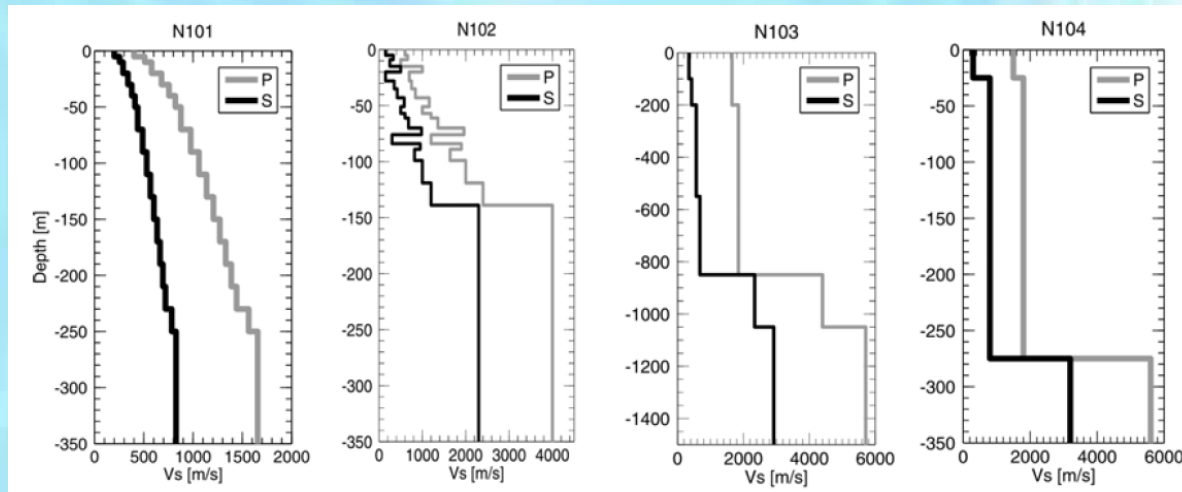 N101
N102
N103
N104
0
-50
-100
-150
-200
-250
-300
-350
Depth [m]
P
S
0 500 1000 1500 2000
Vs [m/s]
0
-50
-100
-150
-200
-250
-300
-350
P
S
0 1000 2000 3000 4000
Vs [m/s]
0
-200
-400
-600
-800
-1000
-1200
-1400
P
S
0 2000 4000 6000
Vs [m/s]
0
-50
-100
-150
-200
-250
-300
-350
P
S
0 2000 4000 6000
Vs [m/s]